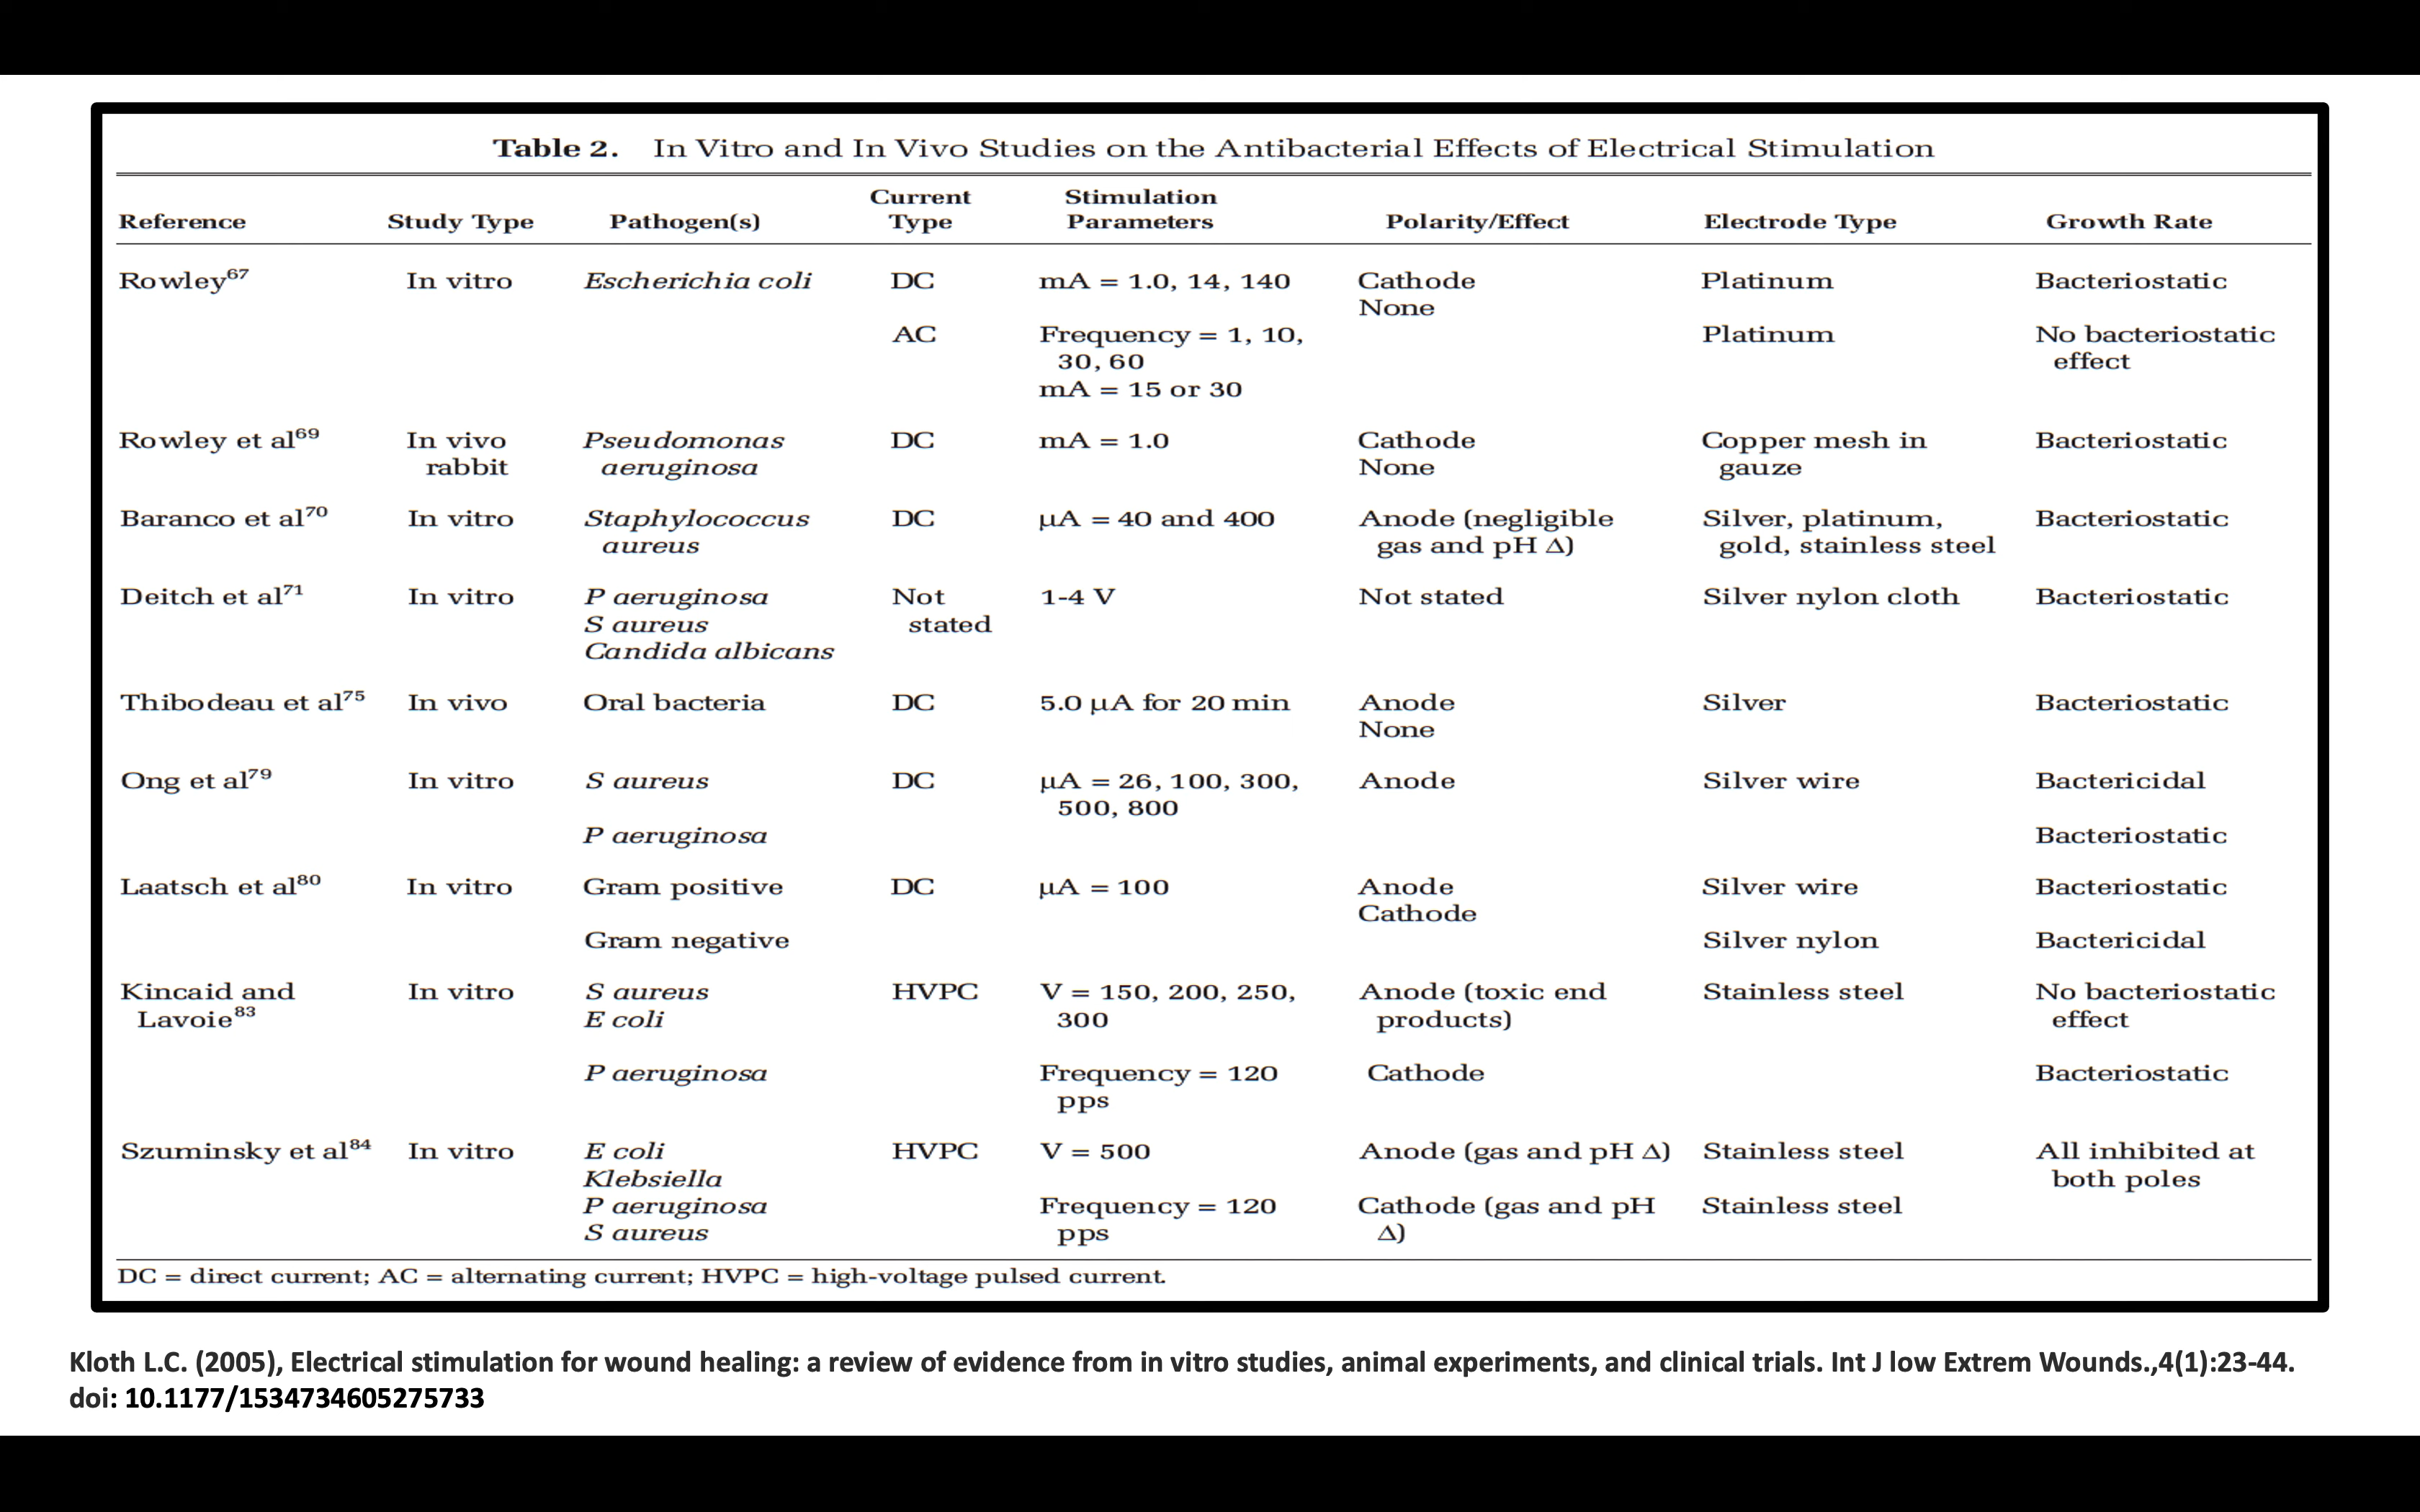 Table 2. In Vitro and In Vivo Studies on the Antibacterial Effects of Electrical Stimulation
Reference Study Type Pathogen(s) Current Type Stimulation Parameters Polarity/Effect Electrode Type Growth Rate
Rowley67 In vitro Escherichia coli DC mA = 1.0, 14, 140 Cathode Platinum Bacteriostatic
None
AC Frequency = 1, 10, Platinum No bacteriostatic
30, 60 effect
mA = 15 or 30
Rowley et al69 In vivo Pseudomonas DC mA = 1.0 Cathode Copper mesh in Bacteriostatic
rabbit aeruginosa None gauze
Baranco et al70 In vitro Staphylococcus DC µA = 40 and 400 Anode (negligible Silver, platinum, Bacteriostatic
aureus gas and pH Δ) gold, stainless steel
Deitch et al71 In vitro P aeruginosa Not 1-4 V Not stated Silver nylon cloth Bacteriostatic
S aureus stated
Candida albicans
Thibodeau et al75 In vivo Oral bacteria DC 5.0 µA for 20 min Anode Silver Bacteriostatic
None
Ong et al79 In vitro S aureus DC µA = 26, 100, 300, Anode Silver wire Bactericidal
500, 800
P aeruginosa Bacteriostatic
Laatsch et al80 In vitro Gram positive DC µA = 100 Anode Silver wire Bacteriostatic
Cathode
Gram negative Silver nylon Bactericidal
Kincaid and In vitro S aureus HVPC V = 150, 200, 250, Anode (toxic end Stainless steel No bacteriostatic
Lavoie83 E coli 300 products) effect
P aeruginosa Frequency = 120 Cathode Bacteriostatic
pps
Szuminsky et al84 In vitro E coli HVPC V = 500 Anode (gas and pH Δ) Stainless steel All inhibited at
Klebsiella both poles
P aeruginosa Frequency = 120 Cathode (gas and pH Stainless steel
S aureus pps Δ)
DC = direct current; AC = alternating current; HVPC = high-voltage pulsed current.
Kloth L.C. (2005), Electrical stimulation for wound healing: a review of evidence from in vitro studies, animal experiments, and clinical trials. Int J low Extrem Wounds.,4(1):23-44.
doi: 10.1177/1534734605275733